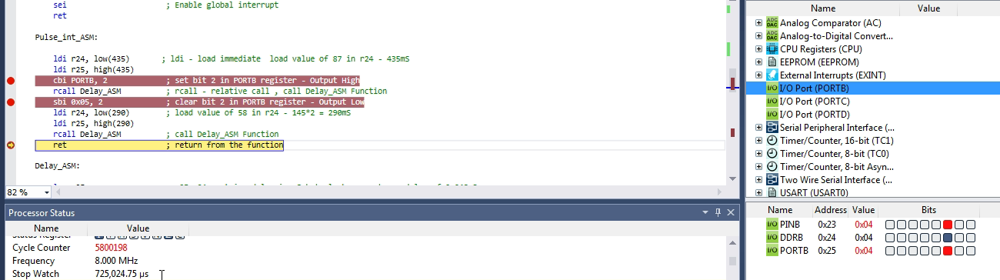 sei ; Enable global interrupt
ret
Pulse_int_ASM:
ldi r24, low(435) ; ldi - load immediate load value of 87 in r24 - 435mS
ldi r25, high(435)
cbi PORTB, 2 ; set bit 2 in PORTB register - Output High
rcall Delay_ASM ; rcall - relative call , call Delay_ASM Function
sbi 0x05, 2 ; clear bit 2 in PORTB register - Output Low
ldi r24, low(290) ; load value of 58 in r24 - 145*2 = 290mS
ldi r25, high(290)
rcall Delay_ASM ; call Delay_ASM Function
ret ; return from the function
Delay_ASM:
82 %
Processor Status
Name Value
Status Register
Cycle Counter 5800198
Frequency 8.000 MHz
Stop Watch 725,024.75 µs
Name Value
Analog Comparator (AC)
Analog-to-Digital Convert...
CPU Registers (CPU)
EEPROM (EEPROM)
External Interrupts (EXINT)
I/O Port (PORTB)
I/O Port (PORTC)
I/O Port (PORTD)
Serial Peripheral Interface (...
Timer/Counter, 16-bit (TC1)
Timer/Counter, 8-bit (TC0)
Timer/Counter, 8-bit Asyn...
Two Wire Serial Interface (...
USART (USART0)
Name Address Value Bits
I/O PINB 0x23 0x04
I/O DDRB 0x24 0x04
I/O PORTB 0x25 0x04